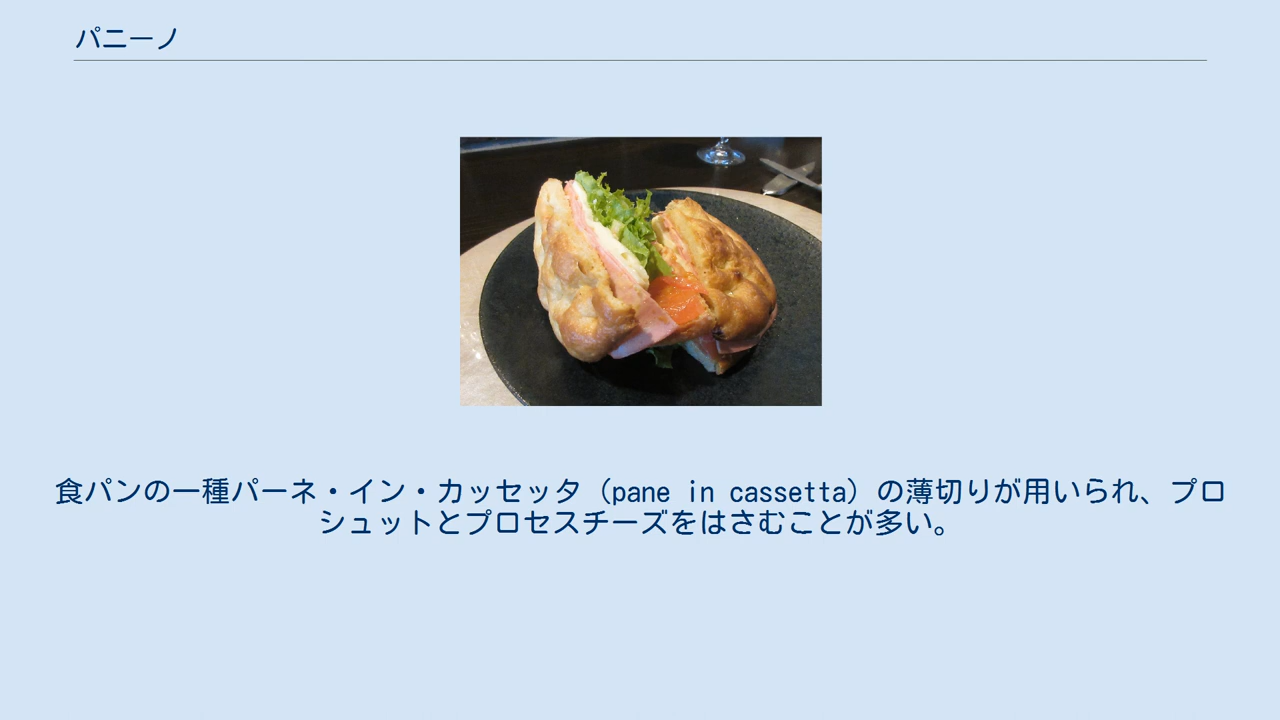 パニーノ
食パンの一種パーネ・イン・カッセッタ（pane in cassetta）の薄切りが用いられ、プロ
シュットとプロセスチーズをはさむことが多い。